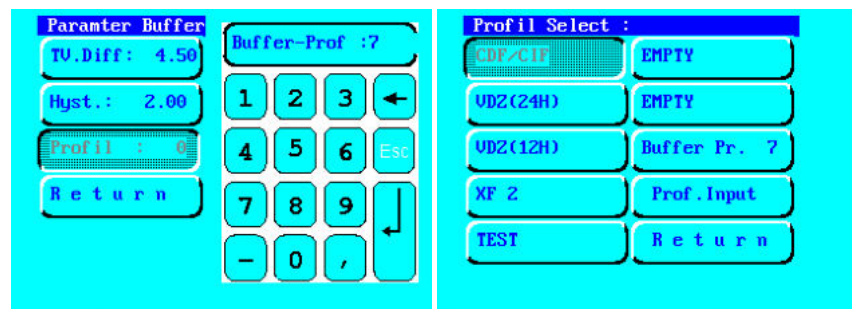 Paramter Buffer
TV.Diff: 4.50
Hyst.: 2.00
Profil : 0
R e t u r n
Buffer-Prof :7
1 2 3
4 5 6 Esc
7 8 9
- 0 ,
Profil Select :
CDF/CIF EMPTY
VDZ(24H) EMPTY
VDZ(12H) Buffer Pr. 7
XF 2 Prof.Input
TEST R e t u r n